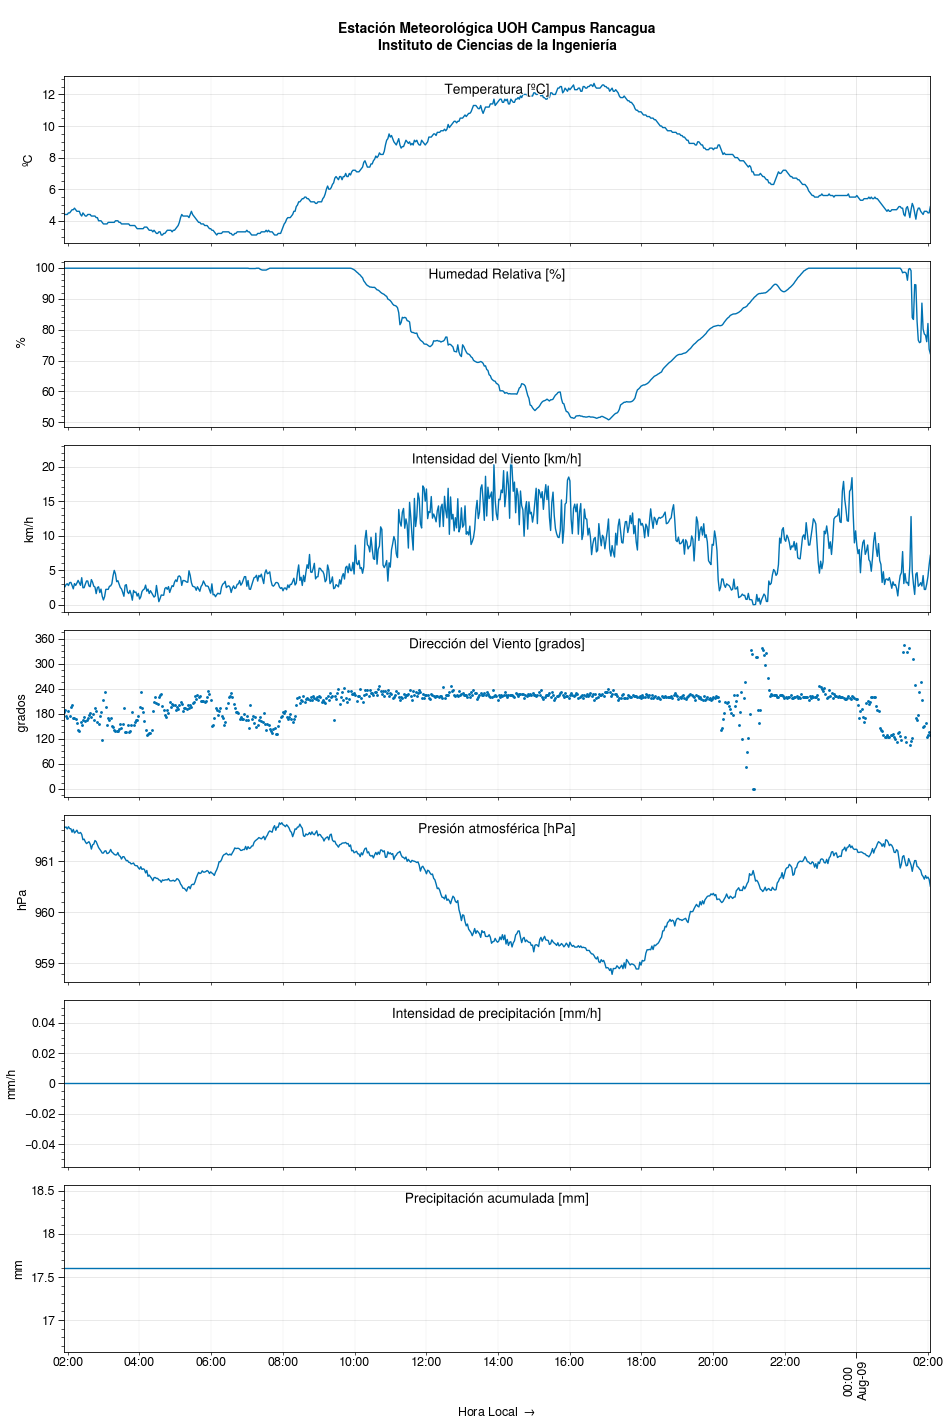 Estación Meteorológica UOH Campus Rancagua
Instituto de Ciencias de la Ingeniería
Temperatura [ºC]
ºC
12
10
8
6
4
Humedad Relativa [%]
%
100
90
80
70
60
50
Intensidad del Viento [km/h]
km/h
20
15
10
5
0
Dirección del Viento [grados]
grados
360
300
240
180
120
60
0
Presión atmosférica [hPa]
hPa
961
960
959
Intensidad de precipitación [mm/h]
mm/h
0.04
0.02
0
−0.02
−0.04
Precipitación acumulada [mm]
mm
18.5
18
17.5
17
02:00 04:00 06:00 08:00 10:00 12:00 14:00 16:00 18:00 20:00 22:00 00:00 02:00
Aug-09
Hora Local →